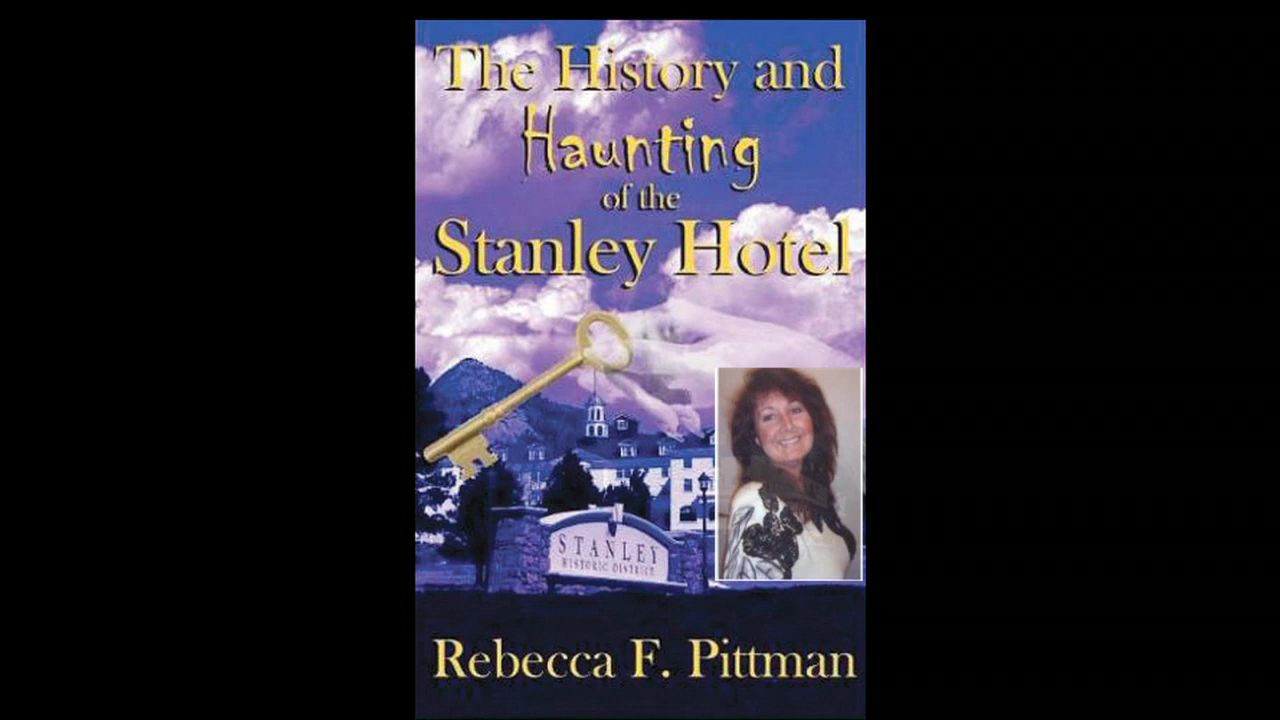 The History and
Haunting
of the
Stanley Hotel
STANLEY
HISTORIC DISTRICT
Rebecca F. Pittman